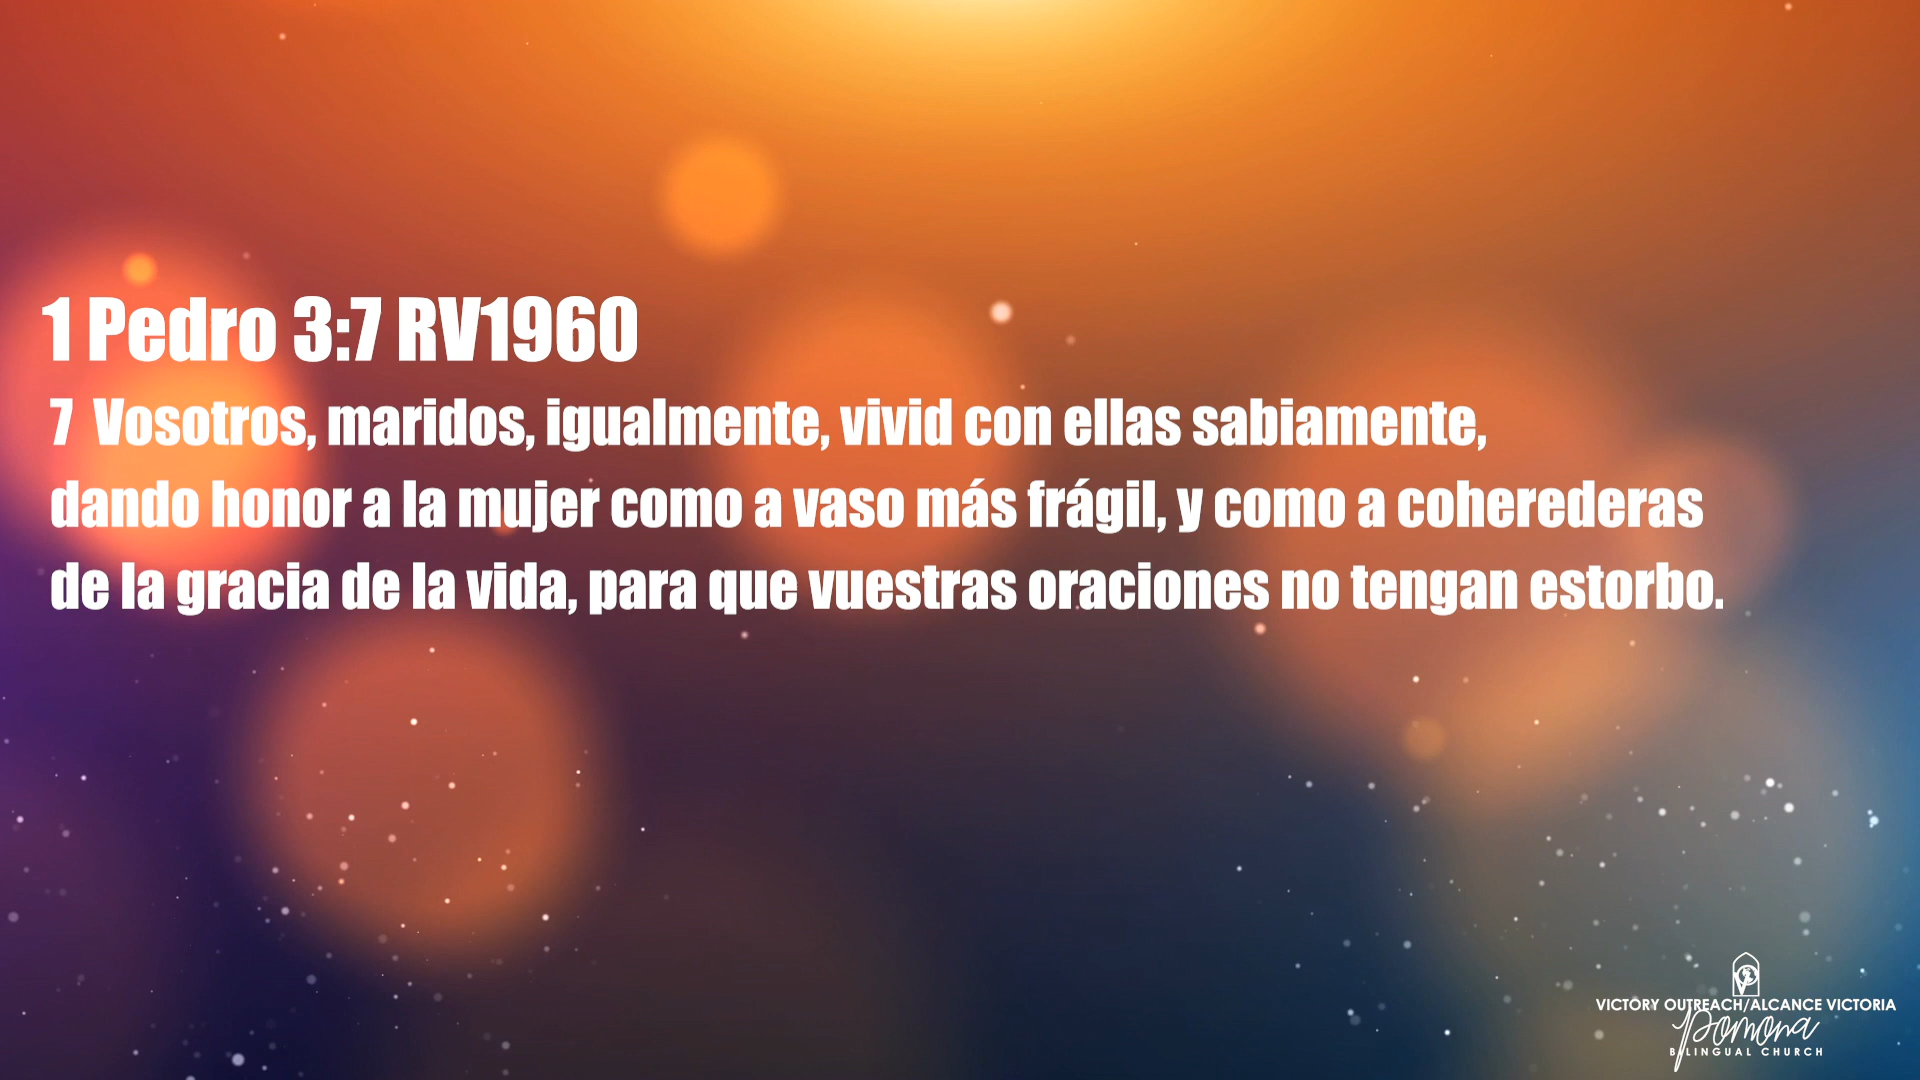 1 Pedro 3:7 RV1960
7 Vosotros, maridos, igualmente, vivid con ellas sabiamente,
dando honor a la mujer como a vaso más frágil, y como a coherederas
de la gracia de la vida, para que vuestras oraciones no tengan estorbo.
VICTORY OUTREACH/ALCANCE VICTORIA
Pomona
BILINGUAL CHURCH